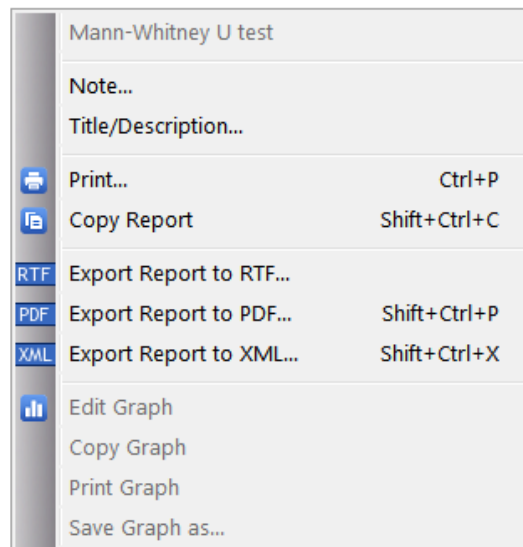 Mann-Whitney U test
Note...
Title/Description...
Print... Ctrl+P
Copy Report Shift+Ctrl+C
RTF Export Report to RTF...
PDF Export Report to PDF... Shift+Ctrl+P
XML Export Report to XML... Shift+Ctrl+X
Edit Graph
Copy Graph
Print Graph
Save Graph as...